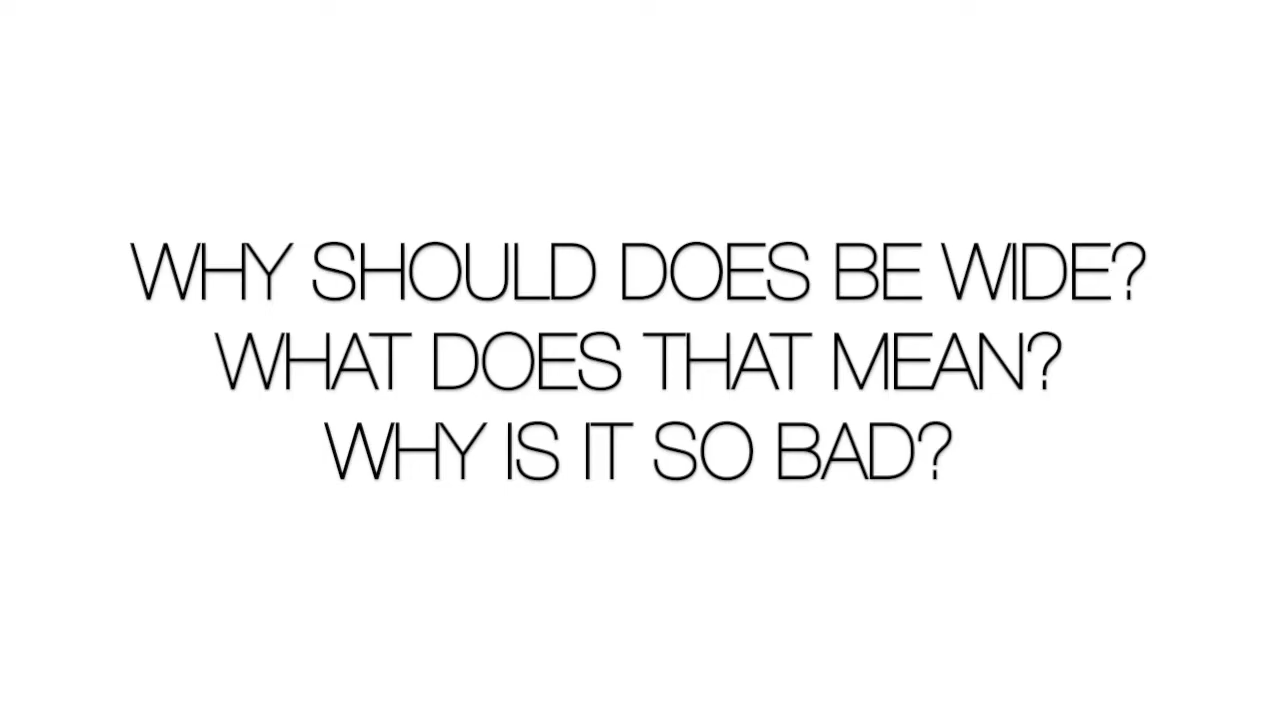 WHY SHOULD DOES BE WIDE?
WHAT DOES THAT MEAN?
WHY IS IT SO BAD?